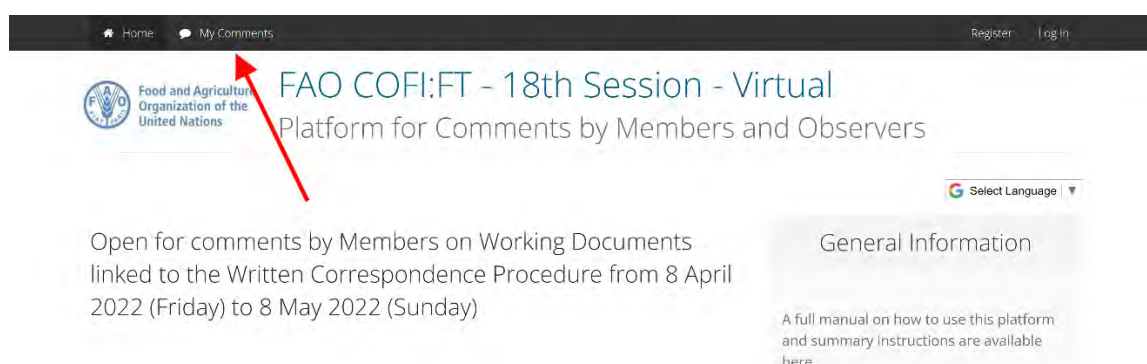 Home My Comments Register Log In
Food and Agriculture
Organization of the
United Nations
FAO COFI:FT - 18th Session - Virtual
Platform for Comments by Members and Observers
Select Language
Open for comments by Members on Working Documents
linked to the Written Correspondence Procedure from 8 April
2022 (Friday) to 8 May 2022 (Sunday)
General Information
A full manual on how to use this platform
and summary instructions are available
here